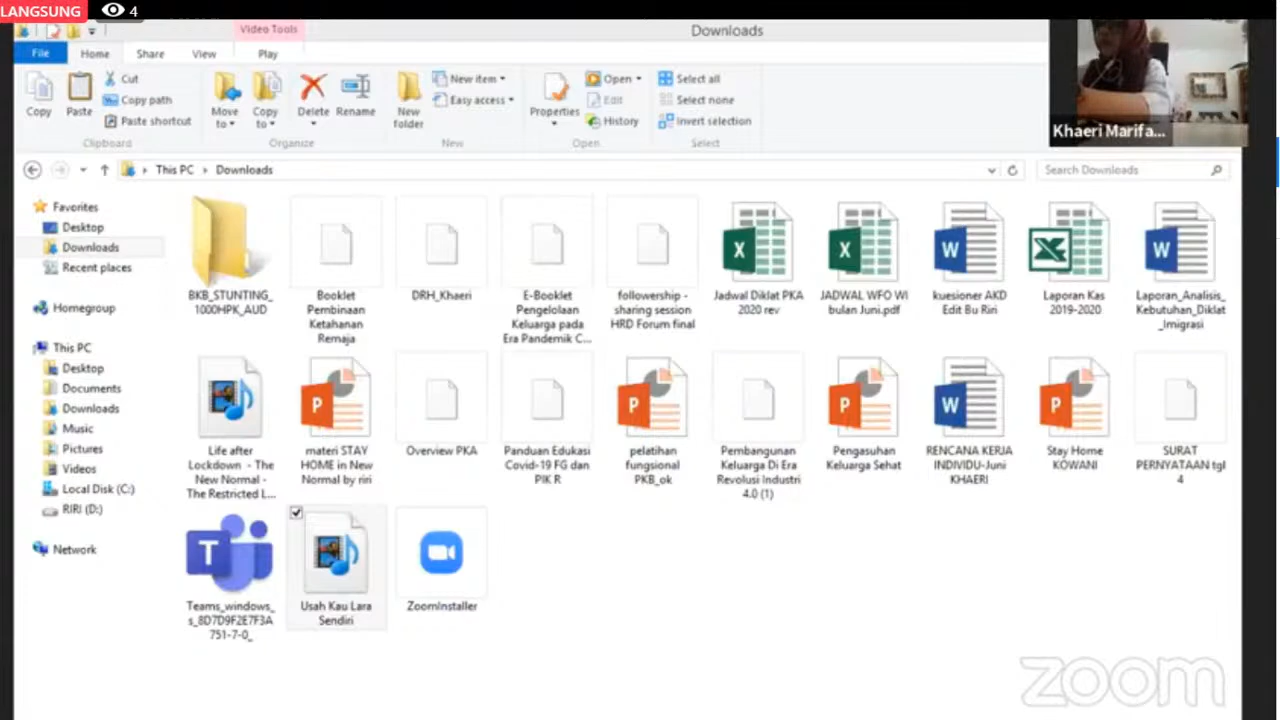 LANGSUNG 4
Video Tools
Downloads
File Home Share View Play
Copy
Paste
Cut
Copy path
Paste shortcut
Clipboard
Move to
Copy to
Delete
Rename
Organize
New folder
New item
Easy access
New
Properties
Open
Edit
History
Open
Select all
Select none
Invert selection
Select
Khaeri Marifa...
This PC Downloads
Search Downloads
Favorites
Desktop
Downloads
Recent places
Homegroup
This PC
Desktop
Documents
Downloads
Music
Pictures
Videos
Local Disk (C:)
RIRI (D:)
Network
BKB_STUNTING_
1000HPK_AUD
Booklet
Pembinaan
Ketahanan
Remaja
DRH_Khaeri
E-Booklet
Pengelolaan
Keluarga pada
Era Pandemik C...
followership -
sharing session
HRD Forum final
Jadwal Diklat PKA
2020 rev
JADWAL WFO WI
bulan Juni.pdf
kuesioner AKD
Edit Bu Riri
Laporan Kas
2019-2020
Laporan_Analisis_
Kebutuhan_Diklat
_Imigrasi
Life after
Lockdown - The
New Normal -
The Restricted L...
materi STAY
HOME in New
Normal by riri
Overview PKA
Panduan Edukasi
Covid-19 FG dan
PIK R
pelatihan
fungsional
PKB_ok
Pembangunan
Keluarga Di Era
Revolusi Industri
4.0 (1)
Pengasuhan
Keluarga Sehat
RENCANA KERJA
INDIVIDU-Juni
KHAERI
Stay Home
KOWANI
SURAT
PERNYATAAN tgl
4
Teams_windows_
s_8D7D9F2E7F3A
751-7-0_
Usah Kau Lara
Sendiri
ZoomInstaller
zoom